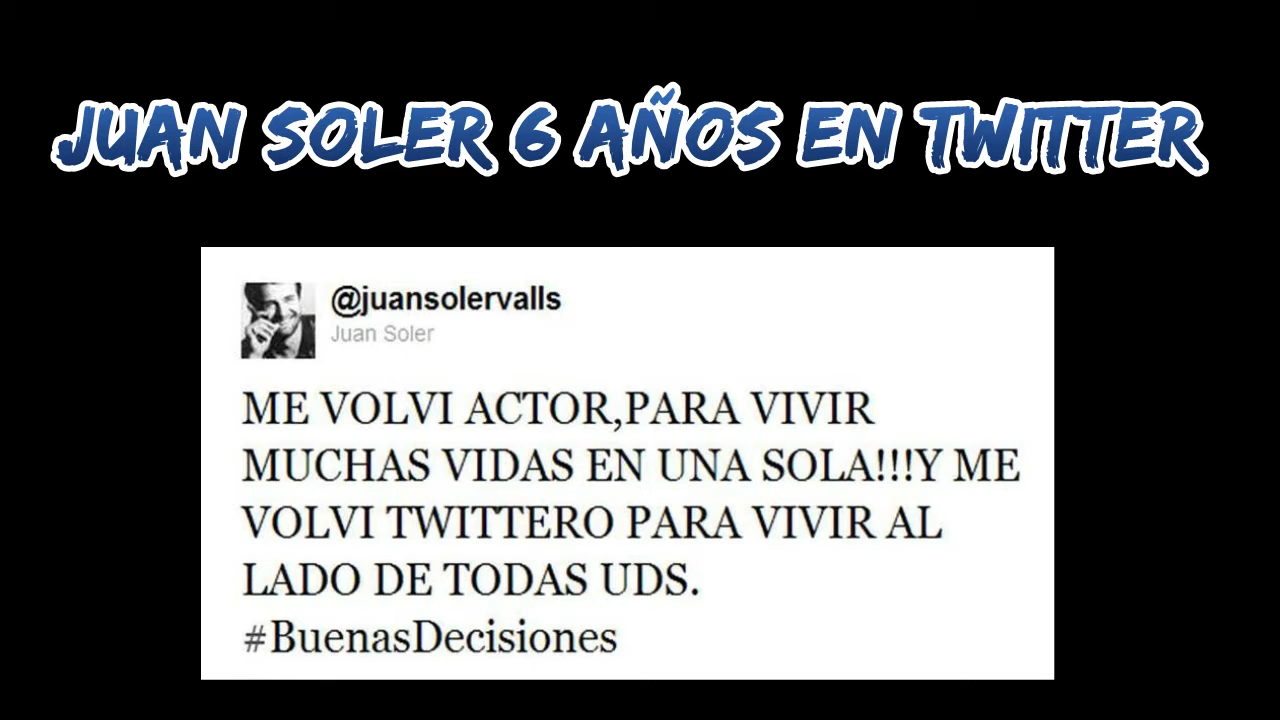 JUAN SOLER 6 AÑOS EN TWITTER
@juansolervalls
Juan Soler
ME VOLVI ACTOR,PARA VIVIR
MUCHAS VIDAS EN UNA SOLA!!!Y ME
VOLVI TWITTERO PARA VIVIR AL
LADO DE TODAS UDS.
#BuenasDecisiones